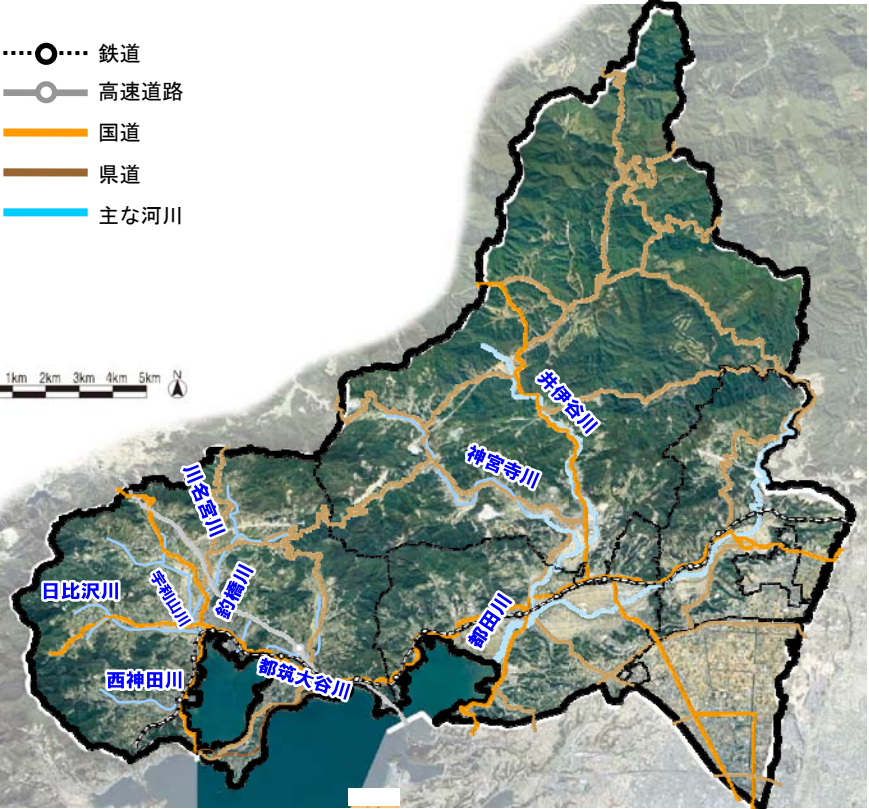 鉄道
高速道路
国道
県道
主な河川
1km 2km 3km 4km 5km N
井伊谷川
神宮寺川
川名宮川
釣橋川
宇利山川
日比沢川
都田川
都筑大谷川
西神田川